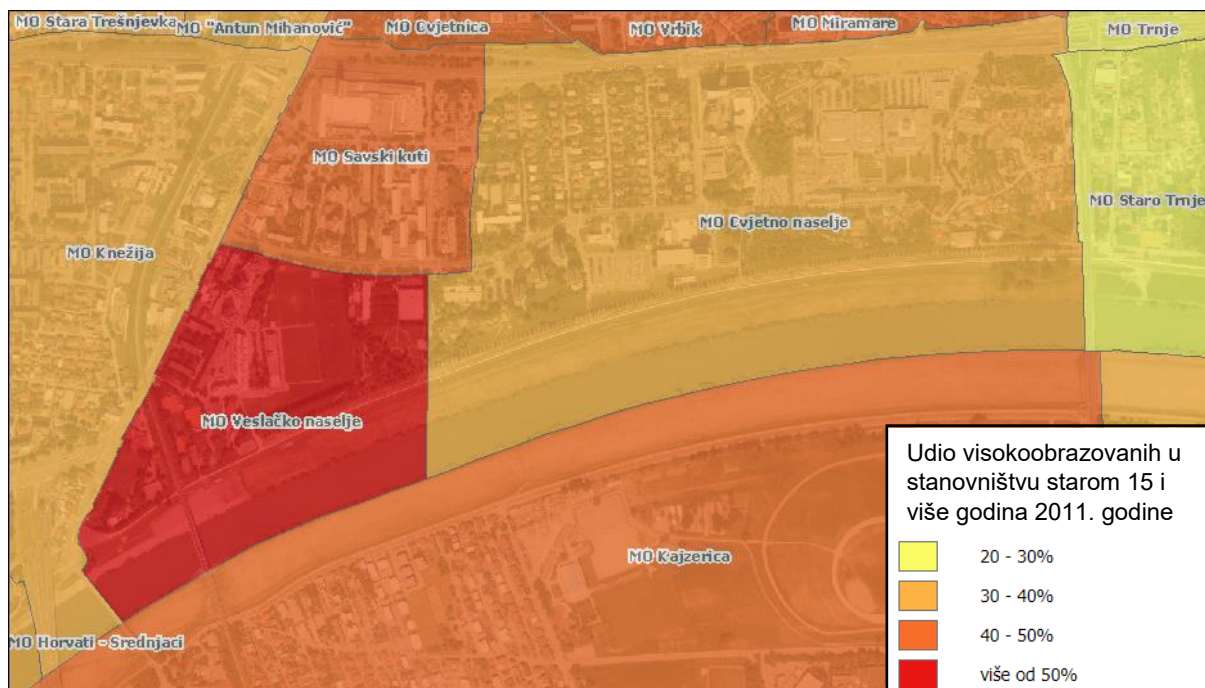 MO Stara Trešnjevka
MO "Antun Mihanović"
MO Cvjetnica
MO Vrbik
MO Miramare
MO Trnje
MO Savski kuti
MO Staro Trnje
MO Cvjetno naselje
MO Knežija
MO Veslačko naselje
MO Kajzerica
MO Horvati - Srednjaci
Udio visokoobrazovanih u
stanovništvu starom 15 i
više godina 2011. godine
20 - 30%
30 - 40%
40 - 50%
više od 50%